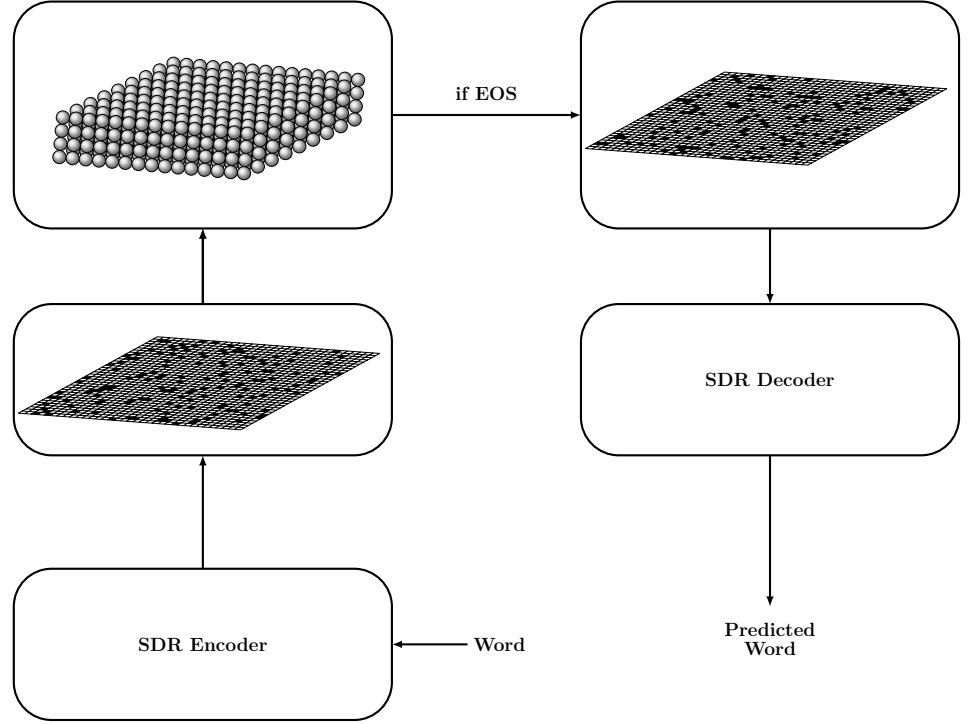 if EOS
SDR Decoder
SDR Encoder
Word
Predicted
Word